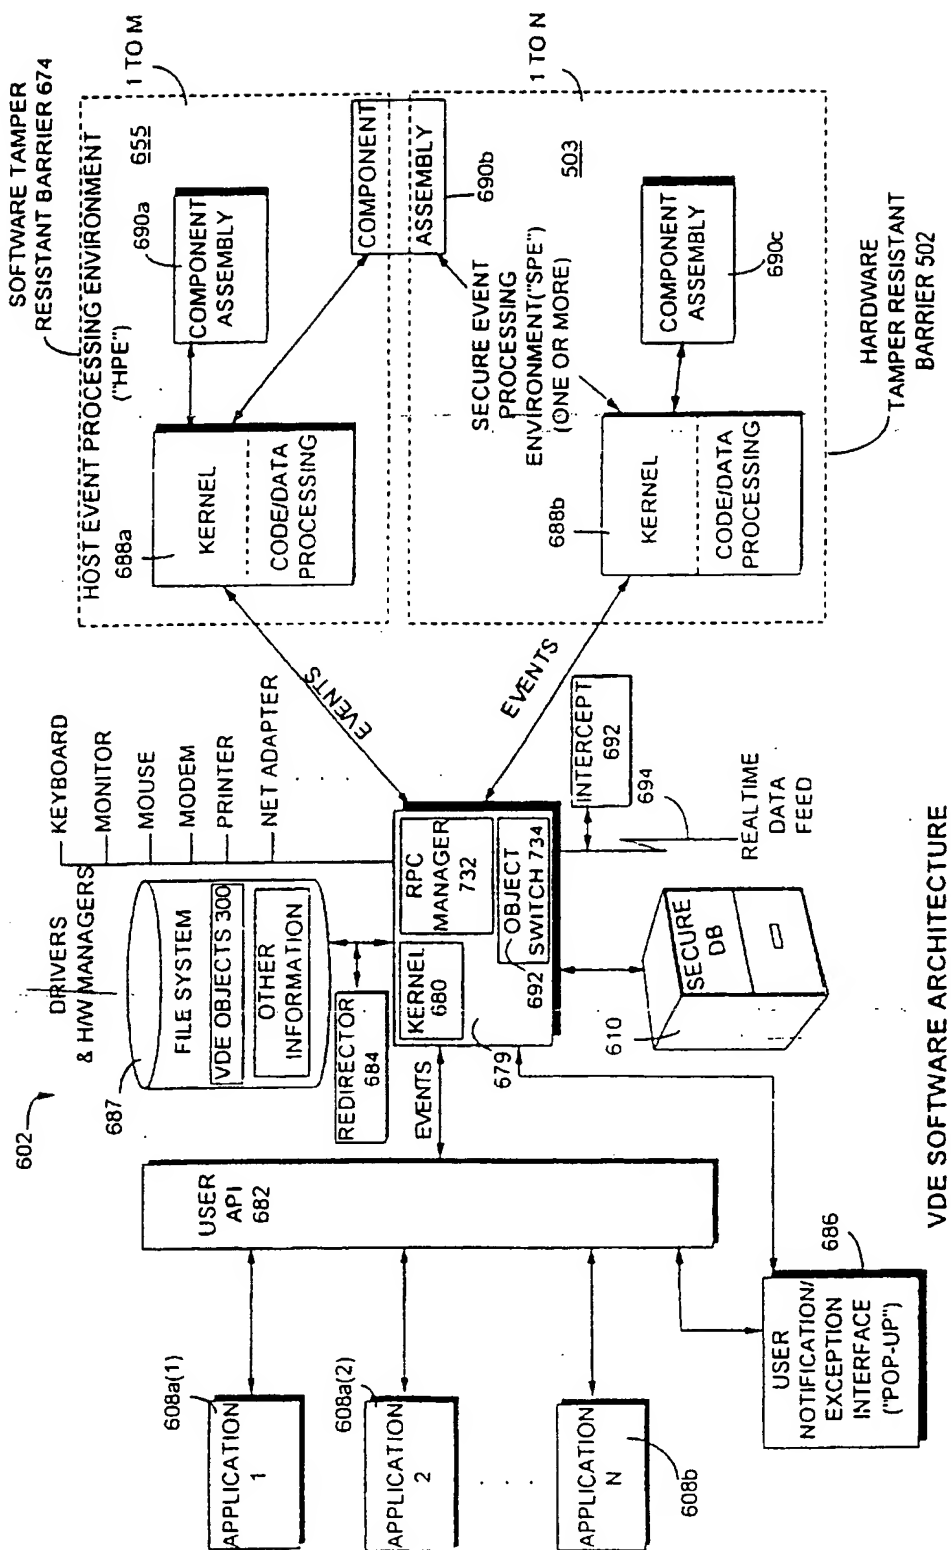 602
DRIVERS
& H/W MANAGERS
KEYBOARD
MONITOR
MOUSE
MODEM
PRINTER
NET ADAPTER
SOFTWARE TAMPER
RESISTANT BARRIER 674
HOST EVENT PROCESSING ENVIRONMENT
("HPE")
655
1 TO M
688a
KERNEL
CODE/DATA
PROCESSING
690a
COMPONENT
ASSEMBLY
COMPONENT
ASSEMBLY
690b
EVENTS
EVENTS
SECURE EVENT
PROCESSING
ENVIRONMENT("SPE")
(ONE OR MORE)
503
1 TO N
688b
KERNEL
CODE/DATA
PROCESSING
COMPONENT
ASSEMBLY
690c
HARDWARE
TAMPER RESISTANT
BARRIER 502
687
FILE SYSTEM
VDE OBJECTS 300
OTHER
INFORMATION
REDIRECTOR
684
EVENTS
KERNEL
680
RPC
MANAGER
732
692
OBJECT
SWITCH 734
679
INTERCEPT
692
694
REALTIME
DATA
FEED
SECURE
DB
610
USER
API
682
608a(1)
APPLICATION
1
608a(2)
APPLICATION
2
APPLICATION
N
608b
686
USER
NOTIFICATION/
EXCEPTION
INTERFACE
("POP-UP")
VDE SOFTWARE ARCHITECTURE